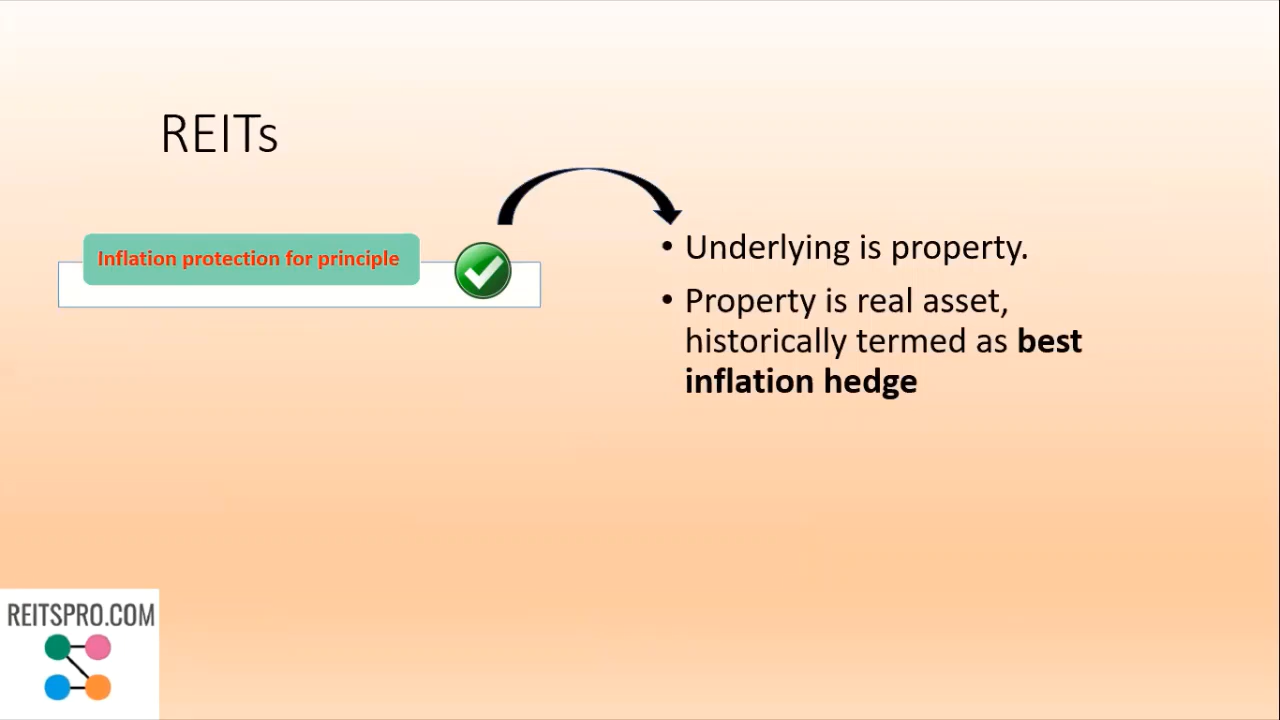 REITs
Inflation protection for principle
• Underlying is property.
• Property is real asset,
historically termed as best
inflation hedge
REITSPRO.COM